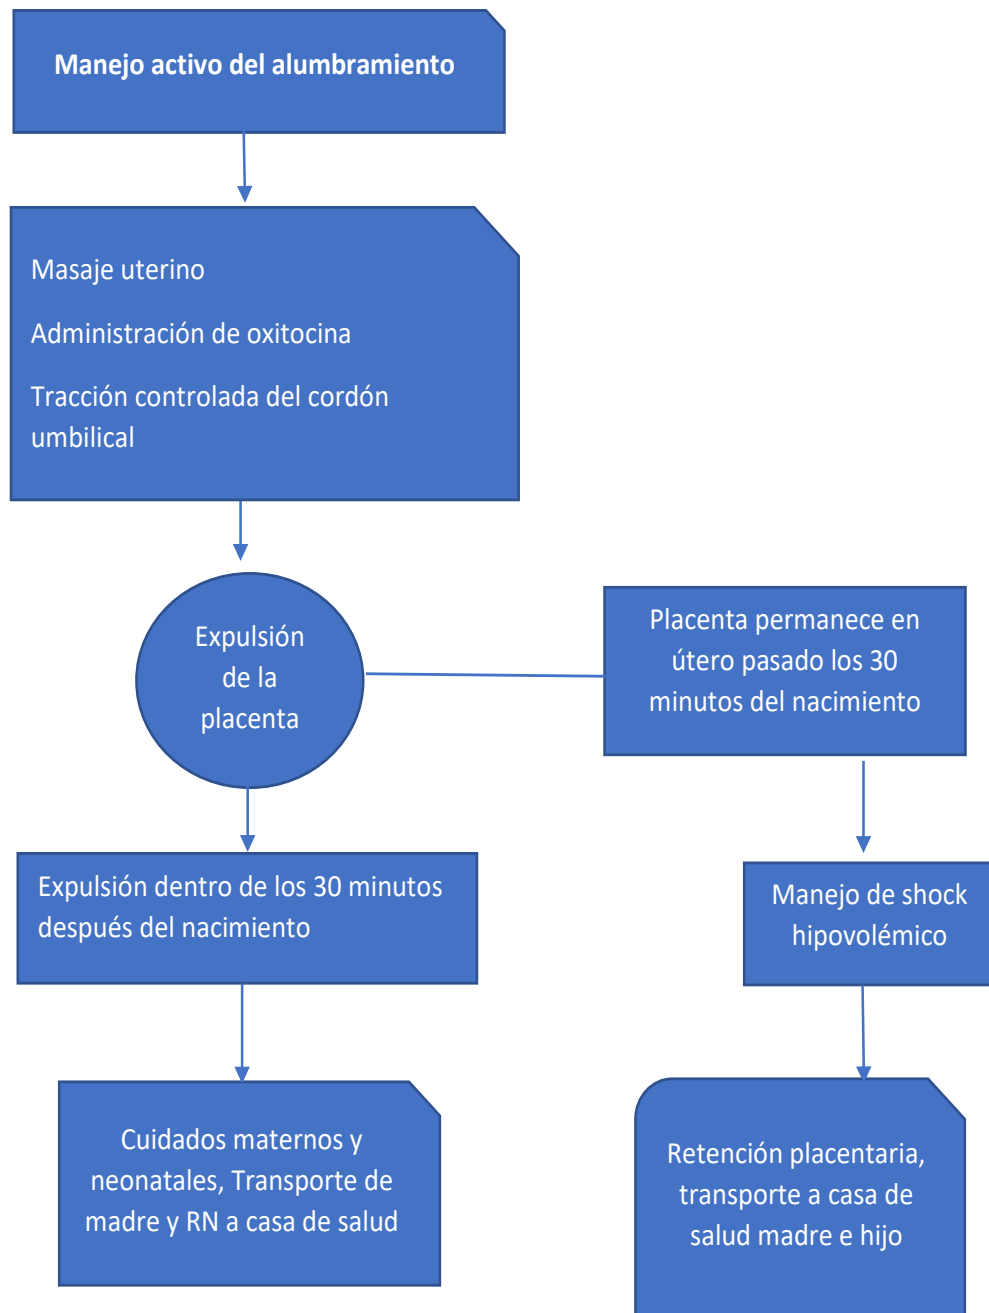 Manejo activo del alumbramiento
Masaje uterino
Administración de oxitocina
Tracción controlada del cordón
umbilical
Expulsión
de la
placenta
Placenta permanece en
útero pasado los 30
minutos del nacimiento
Expulsión dentro de los 30 minutos
después del nacimiento
Manejo de shock
hipovolémico
Cuidados maternos y
neonatales, Transporte de
madre y RN a casa de salud
Retención placentaria,
transporte a casa de
salud madre e hijo